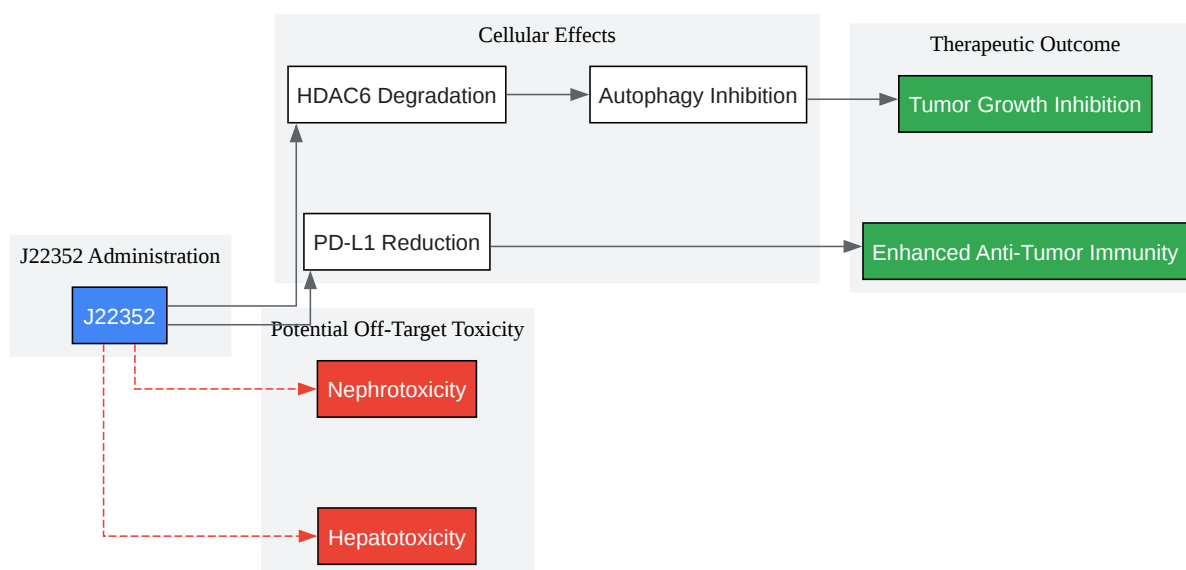 Cellular Effects
Therapeutic Outcome
HDAC6 Degradation
Autophagy Inhibition
Tumor Growth Inhibition
PD-L1 Reduction
Enhanced Anti-Tumor Immunity
J22352 Administration
J22352
Potential Off-Target Toxicity
Nephrotoxicity
Hepatotoxicity